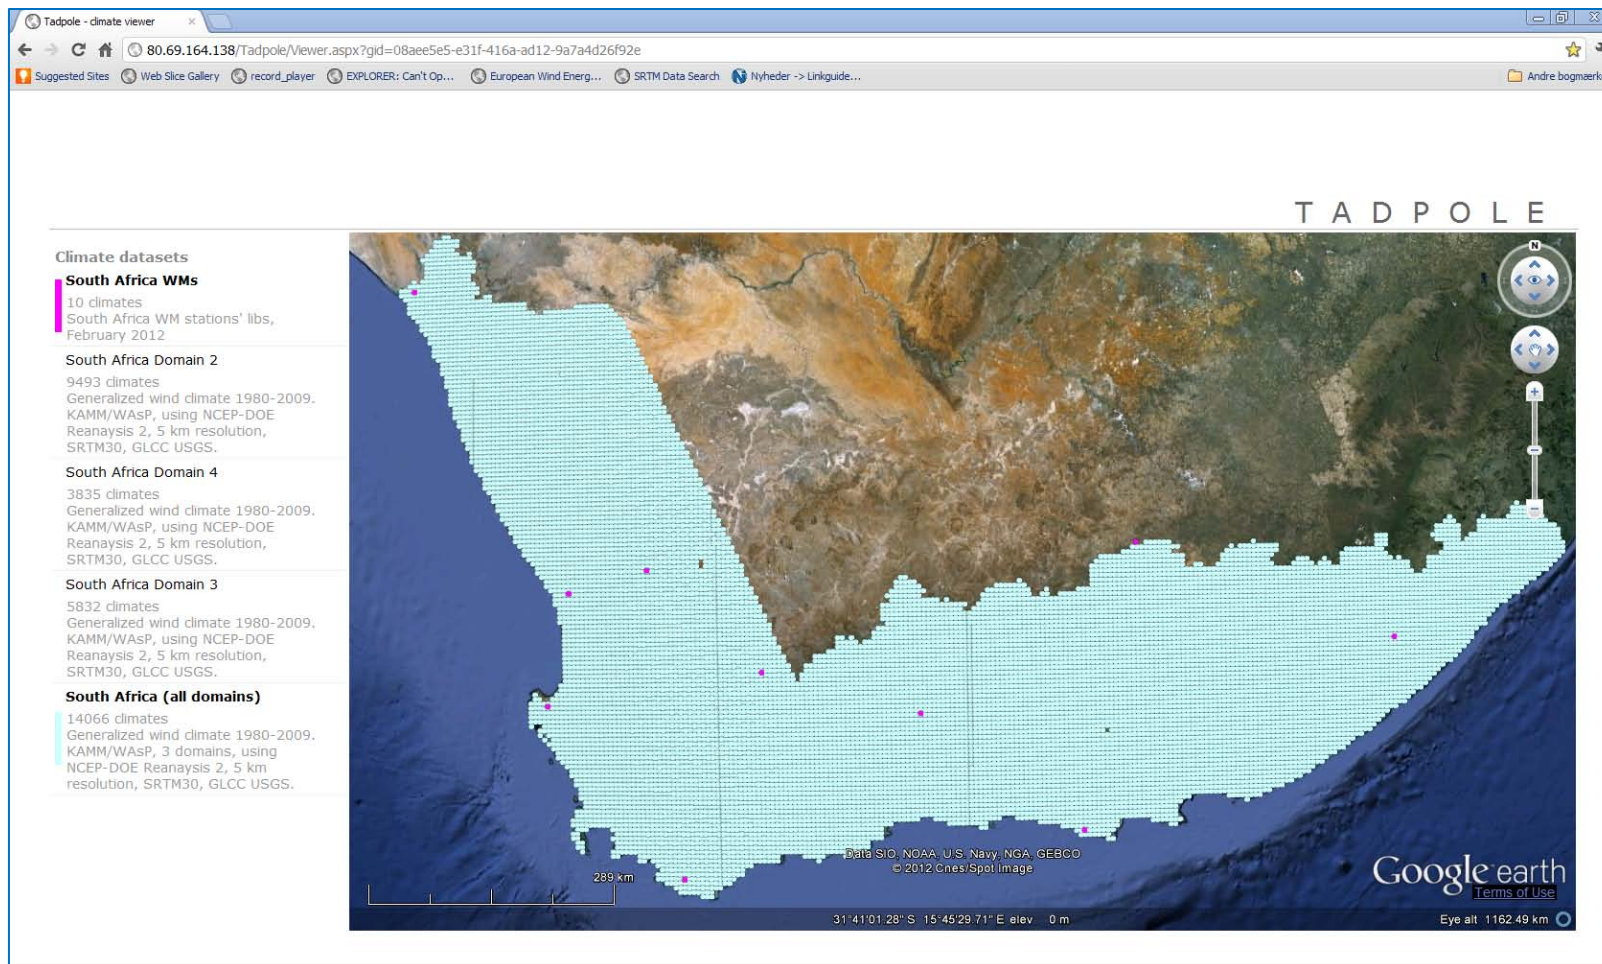 Tadpole - climate viewer
80.69.164.138/Tadpole/Viewer.aspx?gid=08aee5e5-e31f-416a-ad12-9a7a4d26f92e
Suggested Sites Web Slice Gallery record_player EXPLORER: Can't Op... European Wind Energ... SRTM Data Search Nyheder -> Linkguide... Andre bogmærk
TADPOLE
Climate datasets
South Africa WMs
10 climates
South Africa WM stations' libs,
February 2012
South Africa Domain 2
9493 climates
Generalized wind climate 1980-2009.
KAMM/WAsP, using NCEP-DOE
Reanaysis 2, 5 km resolution,
SRTM30, GLCC USGS.
South Africa Domain 4
3835 climates
Generalized wind climate 1980-2009.
KAMM/WAsP, using NCEP-DOE
Reanaysis 2, 5 km resolution,
SRTM30, GLCC USGS.
South Africa Domain 3
5832 climates
Generalized wind climate 1980-2009.
KAMM/WAsP, using NCEP-DOE
Reanaysis 2, 5 km resolution,
SRTM30, GLCC USGS.
South Africa (all domains)
14066 climates
Generalized wind climate 1980-2009.
KAMM/WAsP, 3 domains, using
NCEP-DOE Reanaysis 2, 5 km
resolution, SRTM30, GLCC USGS.
N
Data SIO, NOAA, U.S. Navy, NGA, GEBCO
© 2012 Cnes/Spot Image
289 km
Google earth
Terms of Use
31°41'01.28" S 15°45'29.71" E elev 0 m
Eye alt 1162.49 km